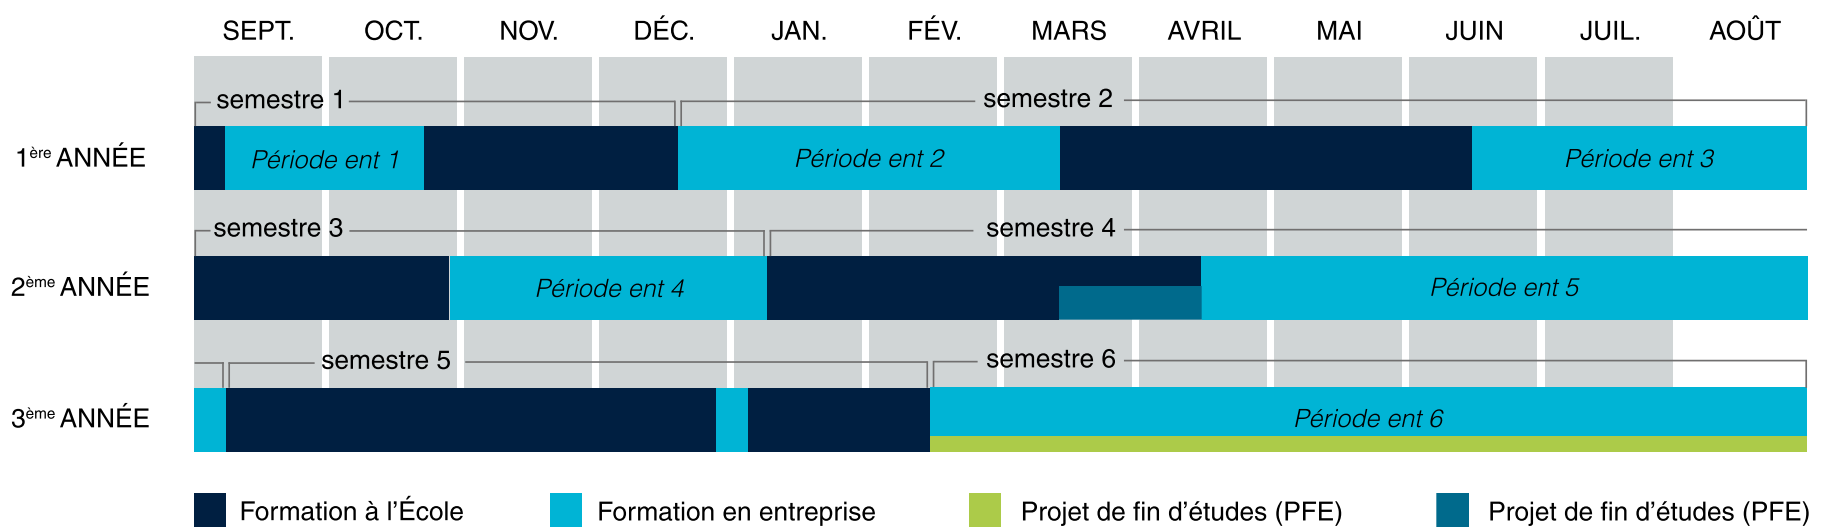 SEPT. OCT. NOV. DÉC. JAN. FÉV. MARS AVRIL MAI JUIN JUIL. AOÛT
semestre 1 semestre 2
1ère ANNÉE Période ent 1 Période ent 2 Période ent 3
semestre 3 semestre 4
2ème ANNÉE Période ent 4 Période ent 5
semestre 5 semestre 6
3ème ANNÉE Période ent 6
Formation à l’École Formation en entreprise Projet de fin d’études (PFE) Projet de fin d’études (PFE)